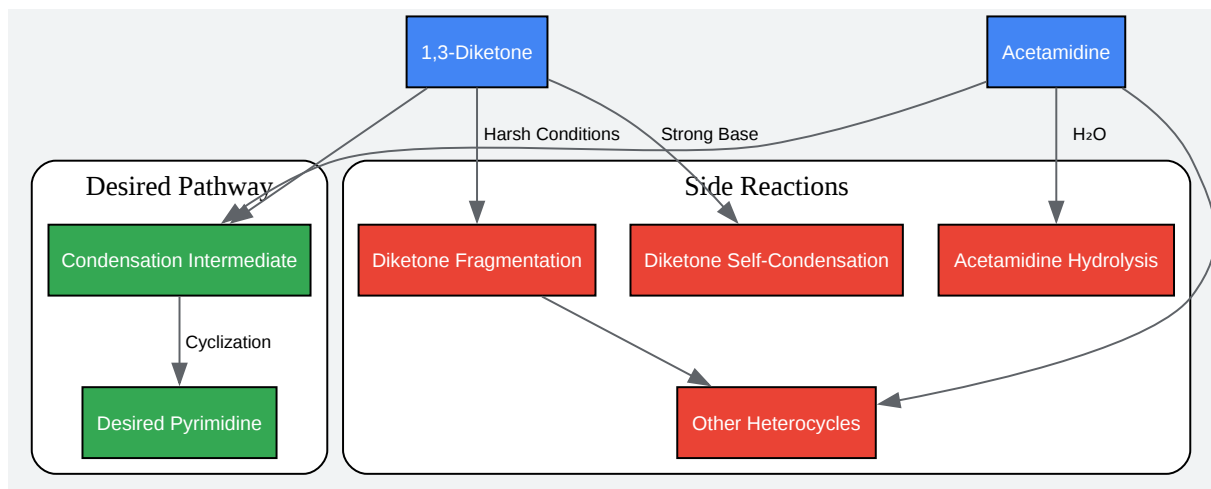 1,3-Diketone
Acetamidine
Harsh Conditions
Strong Base
H₂O
Desired Pathway
Side Reactions
Condensation Intermediate
Diketone Fragmentation
Diketone Self-Condensation
Acetamidine Hydrolysis
Cyclization
Desired Pyrimidine
Other Heterocycles